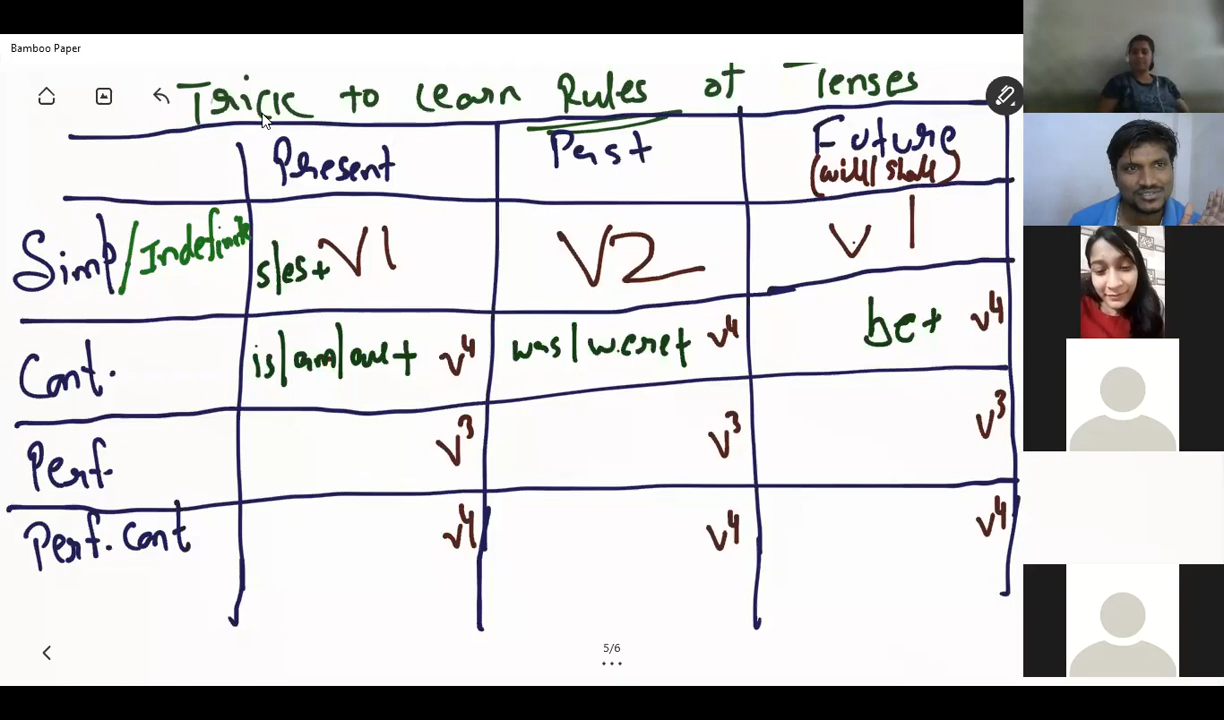 Bamboo Paper
Trick to Learn Rules of Tenses
Present Past Future
(will/shall)
Simp/Indefinite s/es+ V1 V2 V1
Cont. is/am/are+ v4 was/were+ v4 be+ v4
Perf. v3 v3 v3
Perf. Cont v4 v4 v4
5/6